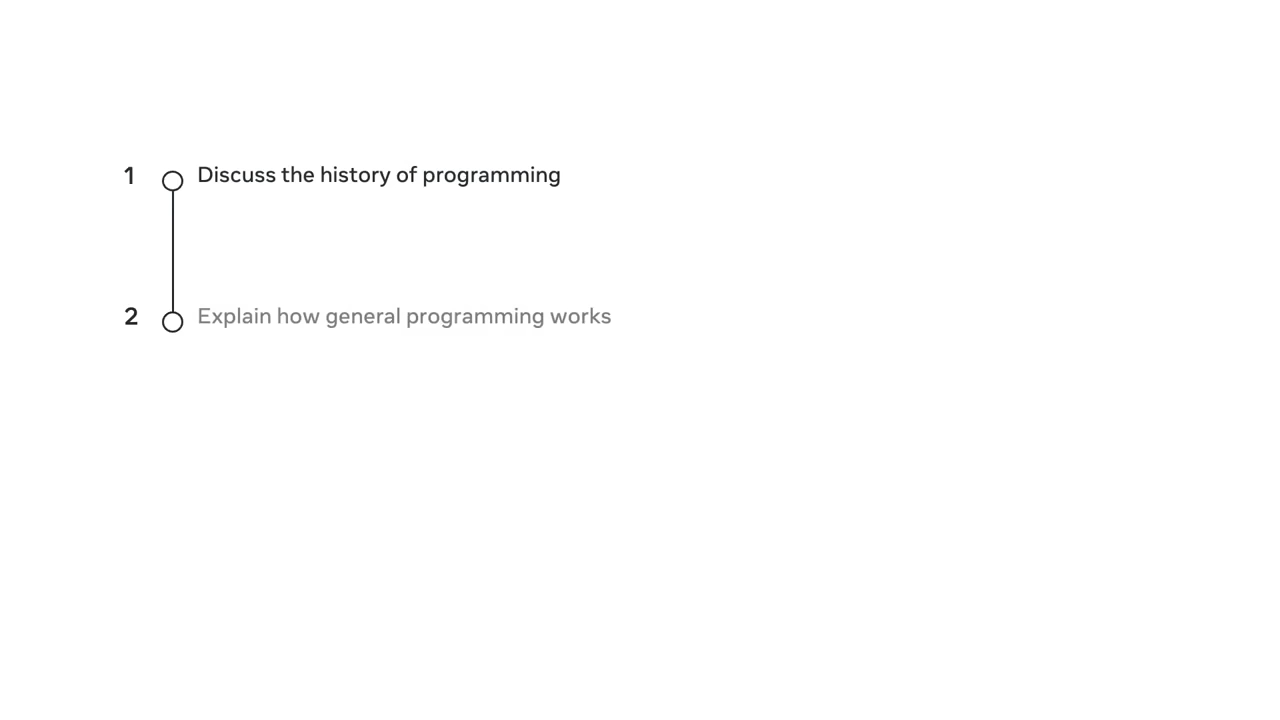 1 Discuss the history of programming
2 Explain how general programming works